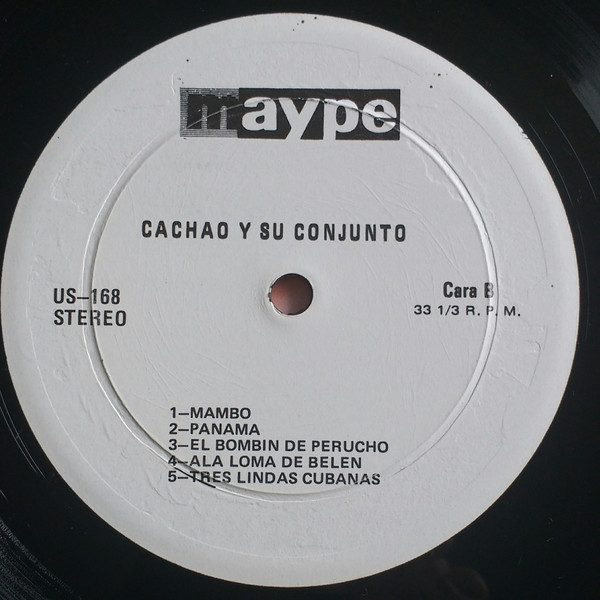 maype
CACHAO Y SU CONJUNTO
US-168
STEREO
Cara B
33 1/3 R. P. M.
1-MAMBO
2-PANAMA
3-EL BOMBIN DE PERUCHO
4-ALA LOMA DE BELEN
5-TRES LINDAS CUBANAS